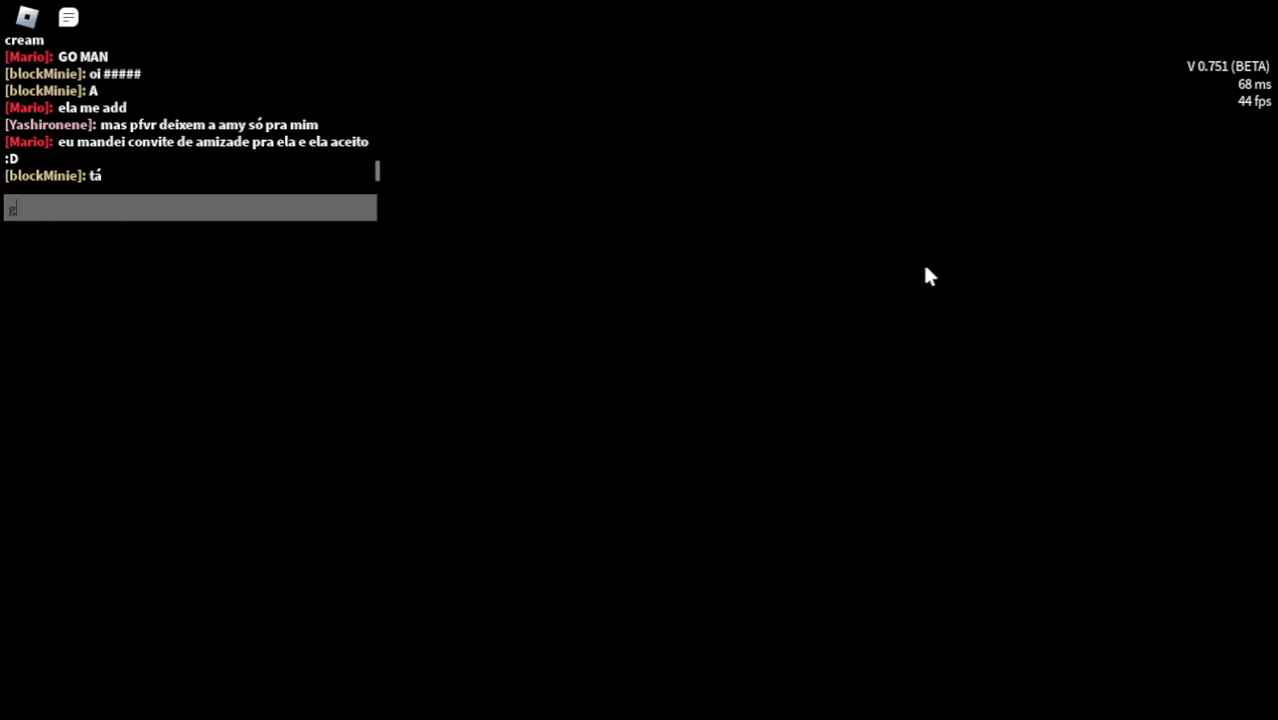 cream
[Mario]: GO MAN
[blockMinie]: oi #####
[blockMinie]: A
[Mario]: ela me add
[Yashironene]: mas pfvr deixem a amy só pra mim
[Mario]: eu mandei convite de amizade pra ela e ela aceito
:D
[blockMinie]: tá
g
V 0.751 (BETA)
68 ms
44 fps